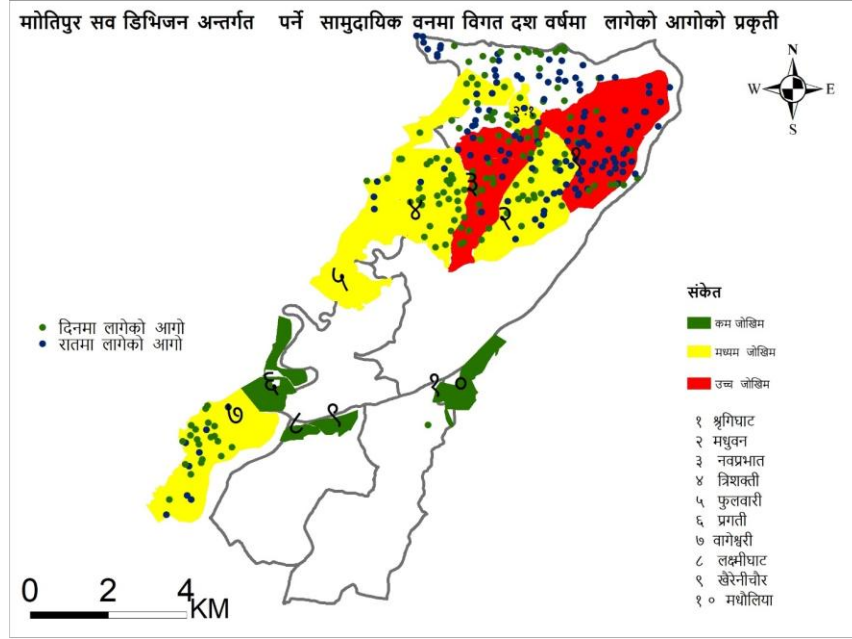 माोतिपुर सव डिभिजन अन्तर्गत पर्ने सामुदायिक वनमा विगत दश वर्षमा लागेको आगोको प्रकृती
N
W E
S
१
३
२
४
५
संकेत
दिनमा लागेको आगो
रातमा लागेको आगो
कम जोखिम
मध्यम जोखिम
उच्च जोखिम
६
१०
७
८ ९
१ श्रृगिघाट
२ मधुवन
३ नवप्रभात
४ त्रिशक्ती
५ फुलवारी
६ प्रगती
७ वागेश्वरी
८ लक्ष्मीघाट
९ खैरेनीचौर
१० मधौलिया
0 2 4
KM